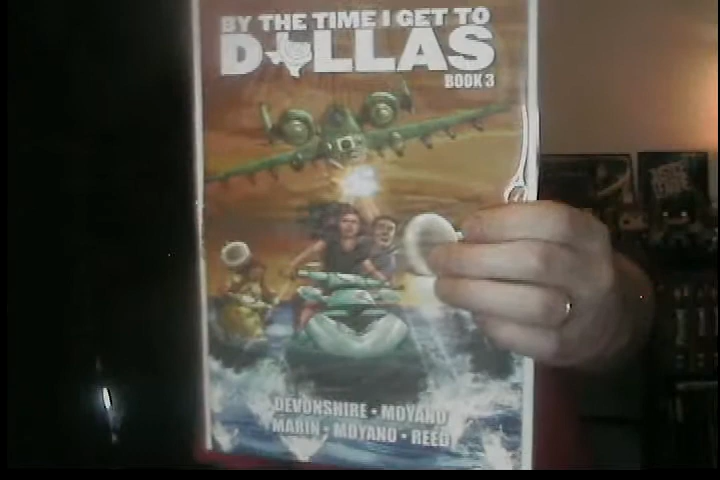 BY THE TIME I GET TO
DALLAS
BOOK 3
DEVONSHIRE • MOYANO
MARIN • MOYANO • REED